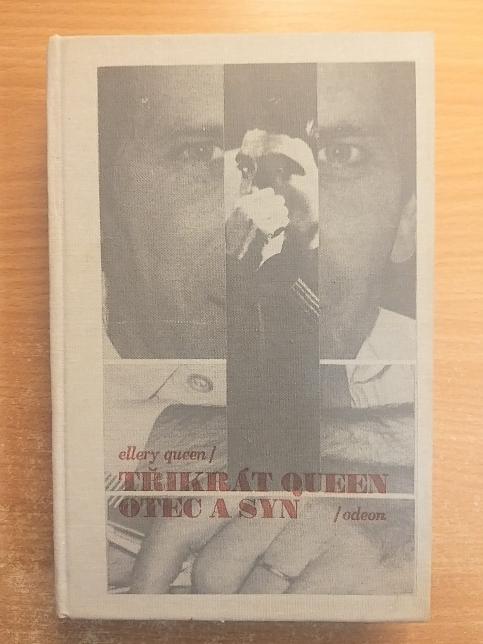 ellery queen/
TŘIKRÁT QUEEN
OTEC A SYN
/odeon